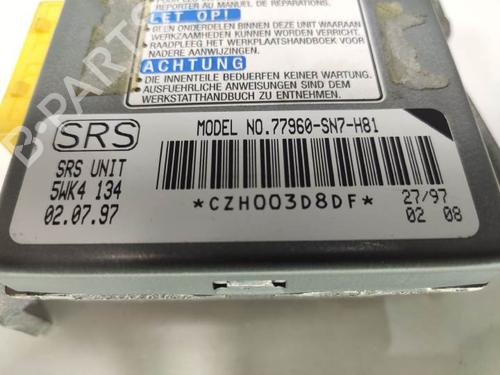 REPORTER AU MANUEL DE REPARATIONS.
LET OP!
• ER ONDERDELEN BINNEN DEZE UNIT WAARAAN
WERKZAAMHEDEN KUNNEN WORDEN VERRICHT.
• RAADPLEEG HET WERKPLAATSHANDBOEK VOOR
NADERE AANWIJZINGEN.
ACHTUNG
• DIE INNENTEILE BEDUERFEN KEINER WARTUNG.
• AUSFUEHRLICHE ANWEISUNGEN SIND DEM
WERKSTATTHANDBUCH ZU ENTNEHMEN.
SRS
MODEL NO.77960-SN7-H81
SRS UNIT
5WK4 134
02.07.97
*CZH003D8DF*
27/97
02 08
B-PARTS